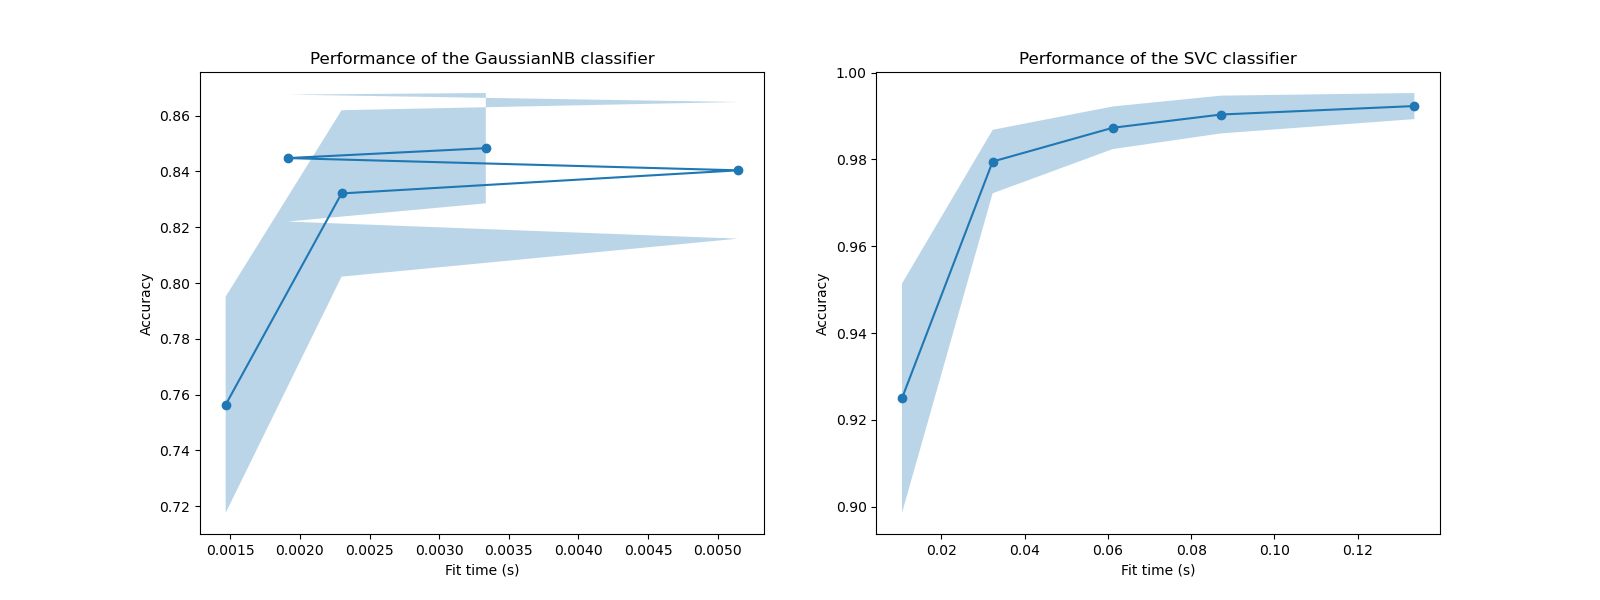 Performance of the GaussianNB classifier
Accuracy
0.86
0.84
0.82
0.80
0.78
0.76
0.74
0.72
0.0015 0.0020 0.0025 0.0030 0.0035 0.0040 0.0045 0.0050
Fit time (s)
Performance of the SVC classifier
Accuracy
1.00
0.98
0.96
0.94
0.92
0.90
0.02 0.04 0.06 0.08 0.10 0.12
Fit time (s)